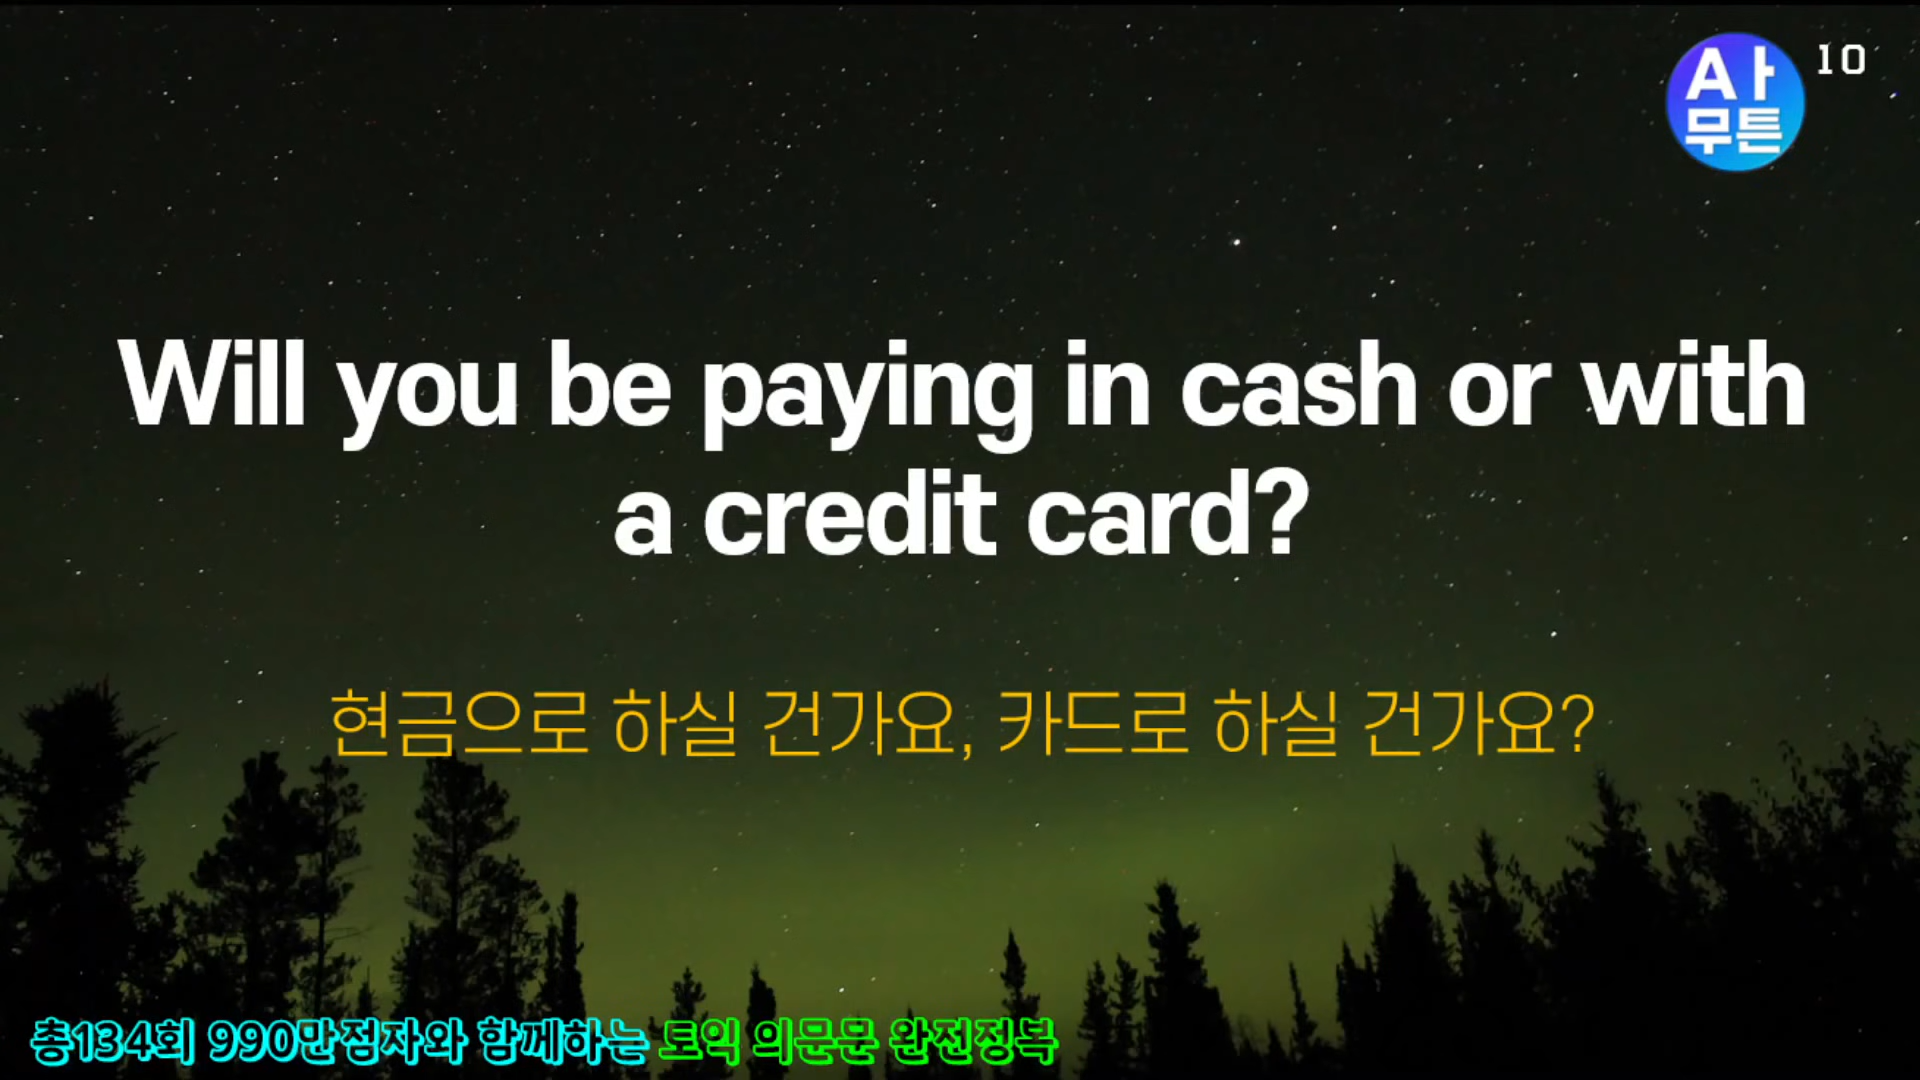 사
무튼
10
Will you be paying in cash or with
a credit card?
현금으로 하실 건가요, 카드로 하실 건가요?
총134회 990만점자와 함께하는 토익 의문문 완전정복